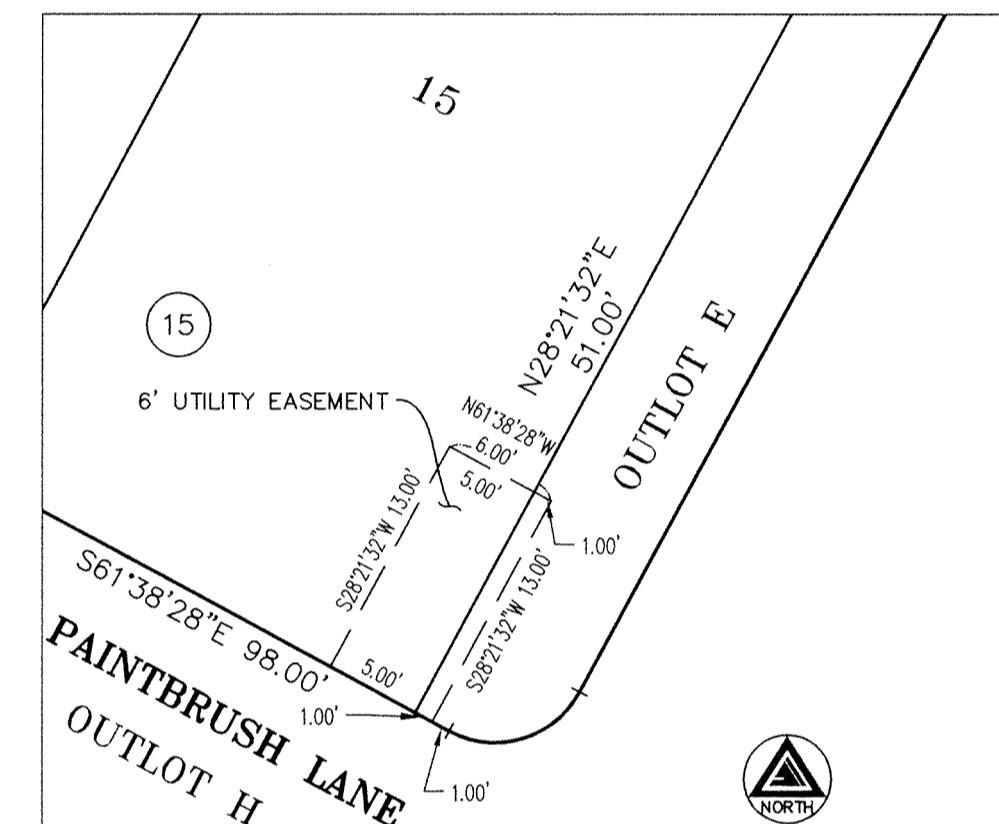 15
N28°21'32"E
51.00'
OUTLOT E
15
6' UTILITY EASEMENT
N61°38'28"W
6.00'
5.00'
S28°21'32"W 13.00'
1.00'
S28°21'32"W 13.00'
S61°38'28"E 98.00'
5.00'
1.00'
1.00'
PAINTBRUSH LANE
OUTLOT H
NORTH